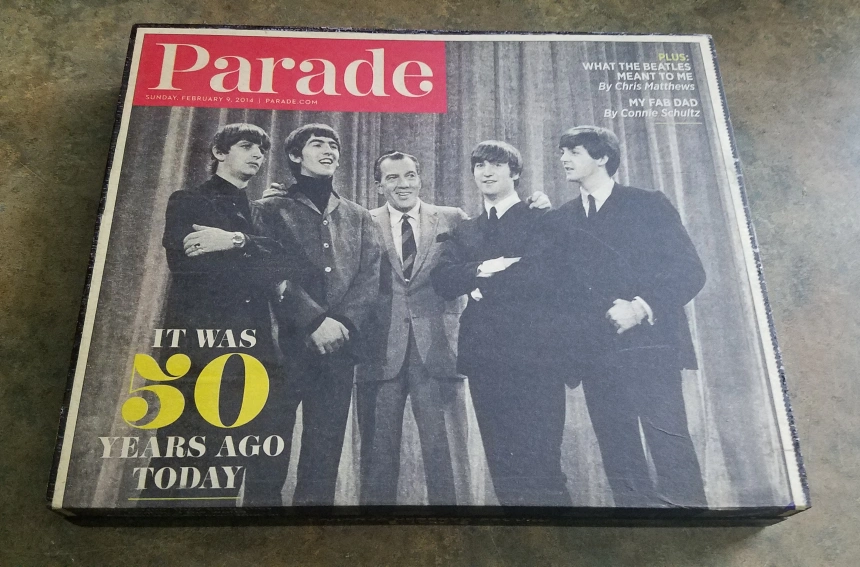 Parade
SUNDAY, FEBRUARY 9, 2014 | PARADE.COM
PLUS:
WHAT THE BEATLES
MEANT TO ME
By Chris Matthews
MY FAB DAD
By Connie Schultz
IT WAS
50
YEARS AGO
TODAY